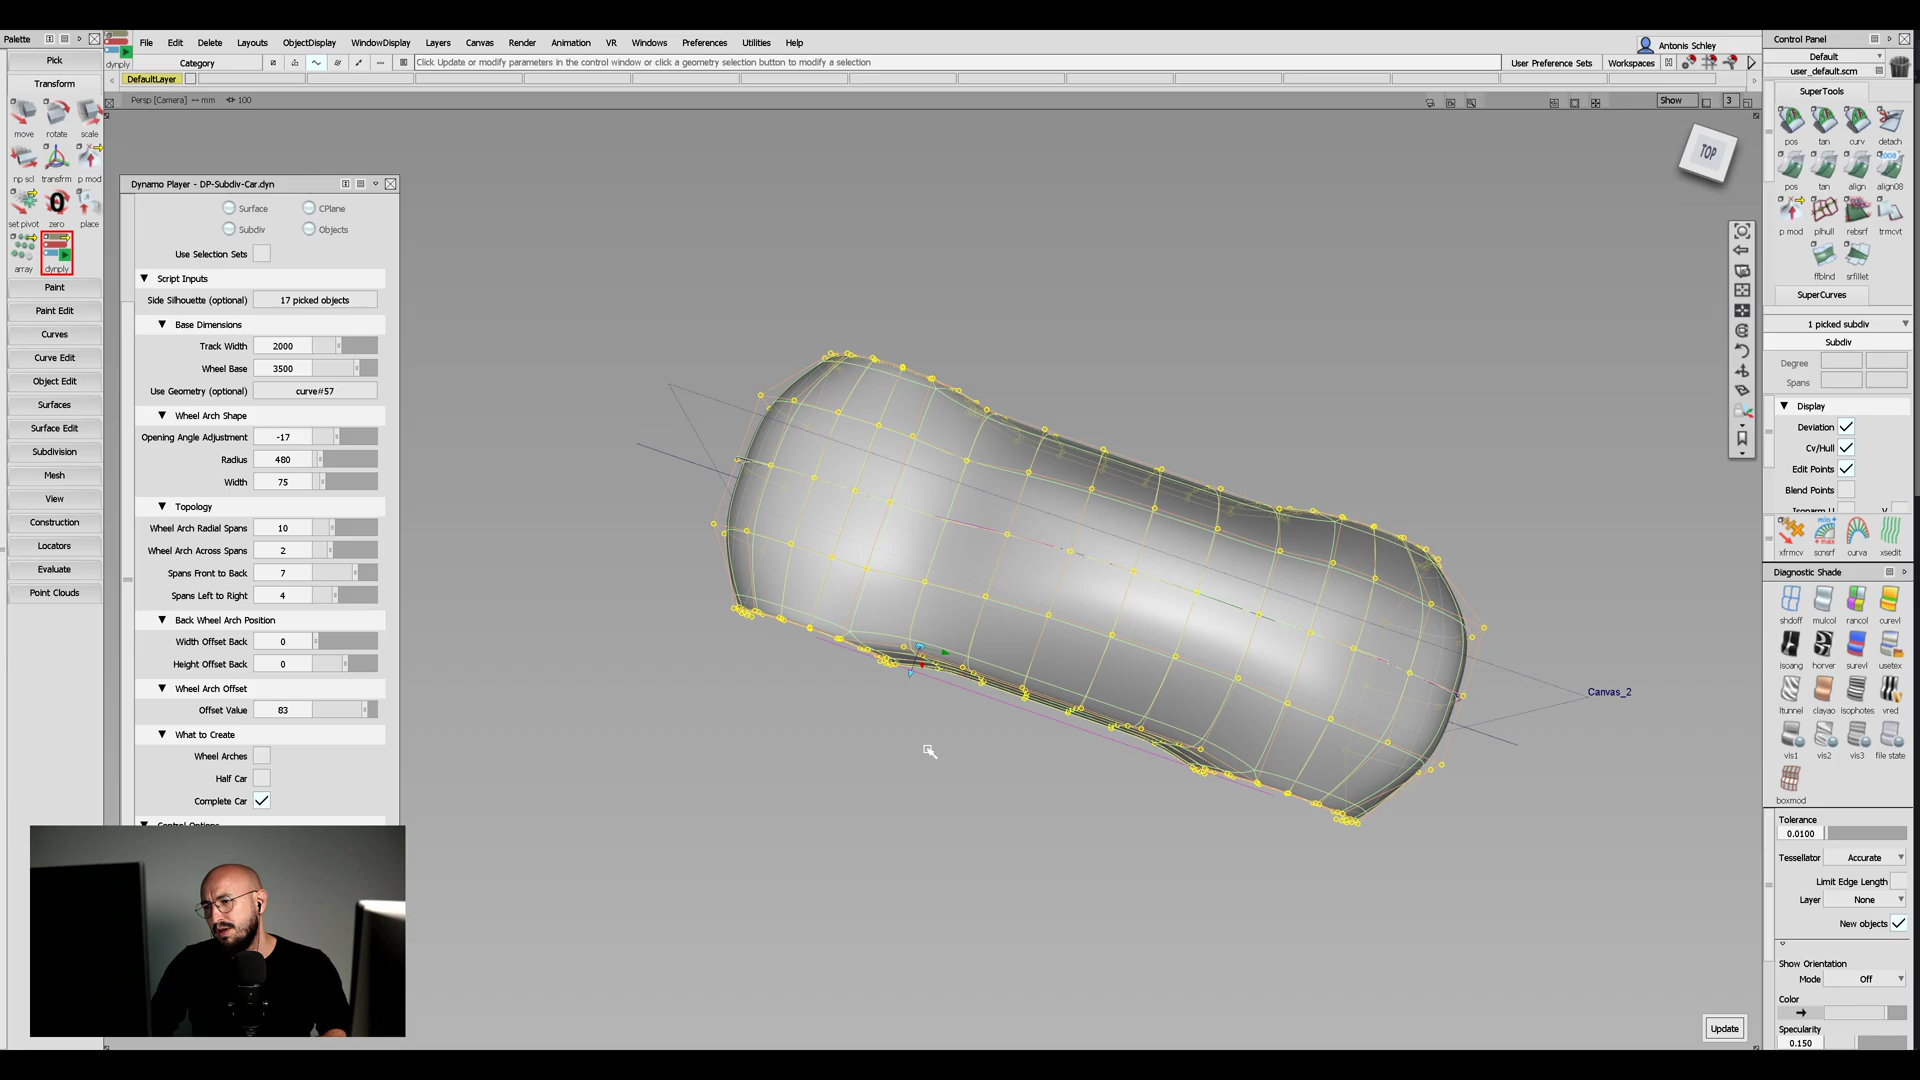 Palette
Pick
Transform
move rotate scale
np scl transfrm p mod
set pivot zero place
array dynply
Paint
Paint Edit
Curves
Curve Edit
Object Edit
Surfaces
Surface Edit
Subdivision
Mesh
View
Construction
Locators
Evaluate
Point Clouds
dynply
File Edit Delete Layouts ObjectDisplay WindowDisplay Layers Canvas Render Animation VR Windows Preferences Utilities Help
Antonis Schley
Category
Click Update or modify parameters in the control window or click a geometry selection button to modify a selection
User Preference Sets Workspaces
DefaultLayer
Persp [Camera] -- mm 100
Show 3
TOP
Canvas_2
Update
Dynamo Player - DP-Subdiv-Car.dyn
Surface CPlane
Subdiv Objects
Use Selection Sets
Script Inputs
Side Silhouette (optional) 17 picked objects
Base Dimensions
Track Width 2000
Wheel Base 3500
Use Geometry (optional) curve#57
Wheel Arch Shape
Opening Angle Adjustment -17
Radius 480
Width 75
Topology
Wheel Arch Radial Spans 10
Wheel Arch Across Spans 2
Spans Front to Back 7
Spans Left to Right 4
Back Wheel Arch Position
Width Offset Back 0
Height Offset Back 0
Wheel Arch Offset
Offset Value 83
What to Create
Wheel Arches
Half Car
Complete Car
Control Options
Control Panel
Default
user_default.scm
SuperTools
pos tan curv detach
pos tan align align08
p mod plhull rebsrf trmcvt
ffblnd srfillet
SuperCurves
1 picked subdiv
Subdiv
Degree
Spans
Display
Deviation
Cv/Hull
Edit Points
Blend Points
Isoparm U V
xfrmcv scnsrf curva xsedit
Diagnostic Shade
shdoff mulcol rancol curevl
isoang horver surevl usetex
ltunnel clayao isophotes vred
vis1 vis2 vis3 file state
boxmod
Tolerance
0.0100
Tessellator Accurate
Limit Edge Length
Layer None
New objects
Show Orientation
Mode Off
Color
Specularity
0.150